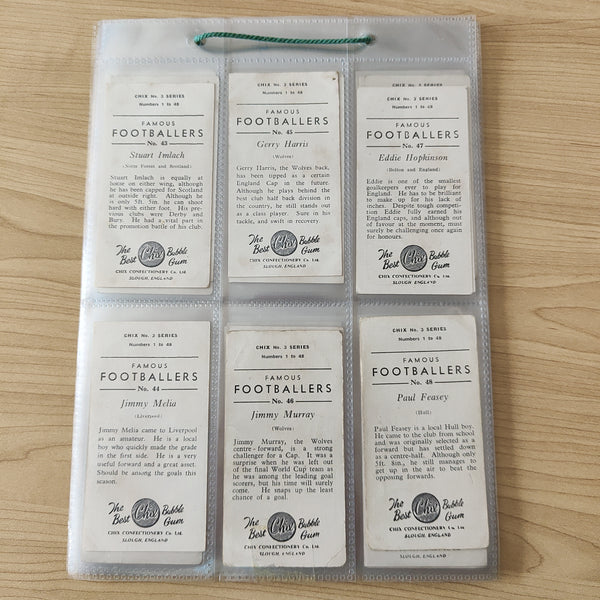 CHIX No. 3 SERIES
Numbers 1 to 48
FAMOUS
FOOTBALLERS
No. 43
Stuart Imlach
(Notts Forest and Scotland)
Stuart Imlach is equally at
home on either wing, although
he has been capped for Scotland
at outside right. Although he
is only 5ft. 5in. he can shoot
hard with either foot. His pre-
vious clubs were Derby and
Bury. He had a vital part in
the promotion battle of his club.
The Best Chix Bubble Gum
CHIX CONFECTIONERY Co. Ltd.
SLOUGH, ENGLAND
CHIX No. 3 SERIES
Numbers 1 to 48
FAMOUS
FOOTBALLERS
No. 45
Gerry Harris
(Wolves)
Gerry Harris, the Wolves back,
has been tipped as a certain
England Cap in the future.
Although he plays behind the
best club half back division in
the country, he still stands out
as a class player. Sure in his
tackle, and swift in recovery.
The Best Chix Bubble Gum
CHIX CONFECTIONERY Co. Ltd.
SLOUGH, ENGLAND
CHIX No. 3 SERIES
Numbers 1 to 48
FAMOUS
FOOTBALLERS
No. 47
Eddie Hophinson
(Bolton and England)
Eddie is one of the smallest
goalkeepers ever to play for
England. He has to be brilliant
to make up for his lack of
inches. Despite tough competi-
tion Eddie fully earned his
England caps, and although out
of favour at the moment, must
surely be challenging once again
for honours.
The Best Chix Bubble Gum
CHIX CONFECTIONERY Co. Ltd.
SLOUGH, ENGLAND
CHIX No. 3 SERIES
Numbers 1 to 48
FAMOUS
FOOTBALLERS
No. 44
Jimmy Melia
(Liverpool)
Jimmy Melia came to Liverpool
as an amateur. He is a local
boy who quickly made the grade
in the first side. He is a very
useful forward and a great asset.
Should be among the goals this
season.
The Best Chix Bubble Gum
CHIX CONFECTIONERY Co. Ltd.
SLOUGH, ENGLAND
CHIX No. 3 SERIES
Numbers 1 to 48
FAMOUS
FOOTBALLERS
No. 46
Jimmy Murray
(Wolves)
Jimmy Murray, the Wolves
centre-forward, is a strong
challenger for a Cap. It was a
surprise when he was left out
of the final World Cup team as
he was among the leading goal
scorers, but his time will surely
come. He snaps up the least
chance of a goal.
The Best Chix Bubble Gum
CHIX CONFECTIONERY Co. Ltd.
SLOUGH, ENGLAND
CHIX No. 3 SERIES
Numbers 1 to 48
FAMOUS
FOOTBALLERS
No. 48
Paul Feasey
(Hull)
Paul Feasey is a local Hull boy.
He came to the club from school
and was originally selected as a
forward but has settled down
as a centre-half. Although only
5ft. 8in., he still manages to
get up in the air to beat the
opposing forwards.
The Best Chix Bubble Gum
CHIX CONFECTIONERY Co. Ltd.
SLOUGH, ENGLAND